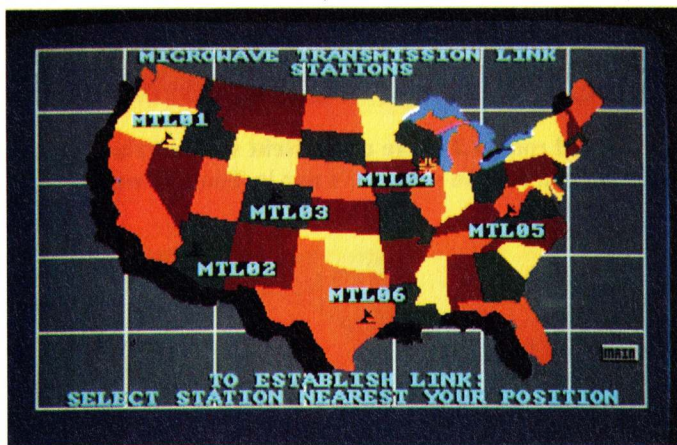 MICROWAVE TRANSMISSION LINK
STATIONS
MTL01
MTL04
MTL03
MTL05
MTL02
MTL06
MAIN
TO ESTABLISH LINK:
SELECT STATION NEAREST YOUR POSITION